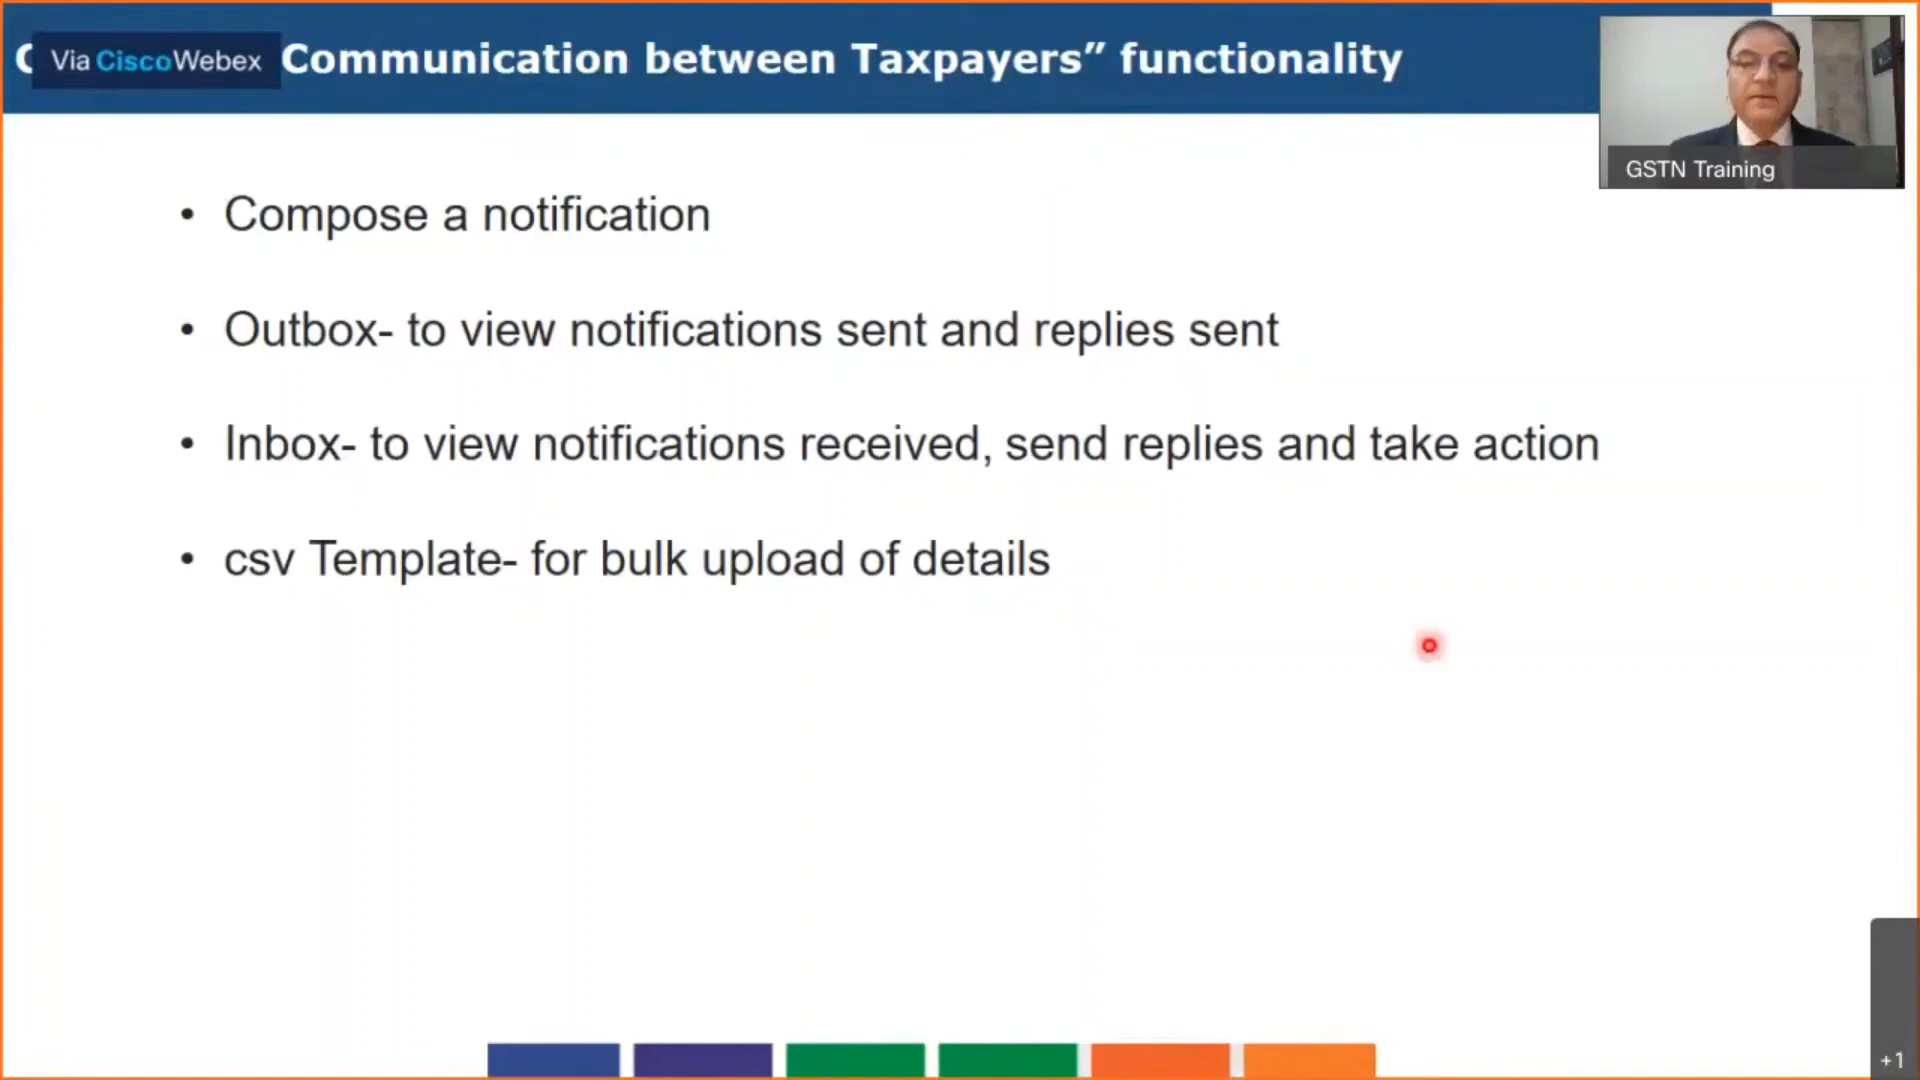 Via CiscoWebex
Communication between Taxpayers” functionality
GSTN Training
• Compose a notification
• Outbox- to view notifications sent and replies sent
• Inbox- to view notifications received, send replies and take action
• csv Template- for bulk upload of details
+1